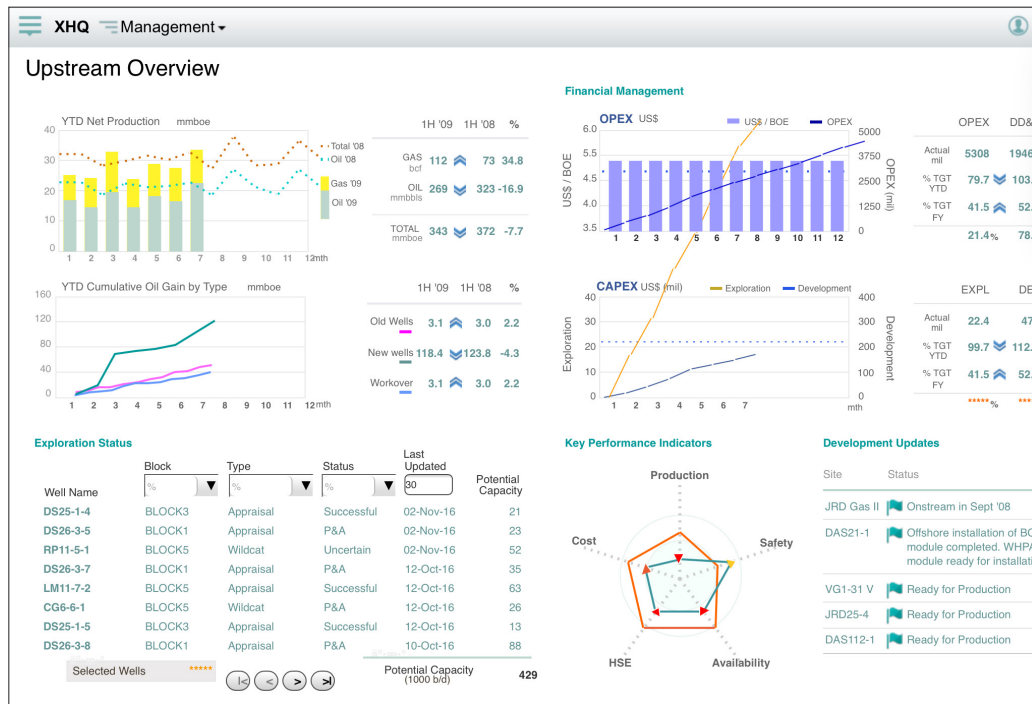 XHQ Management
Upstream Overview
YTD Net Production mmboe
40
30
20
10
0
1 2 3 4 5 6 7 8 9 10 11 12 mth
Total '08
Oil '08
Gas '09
Oil '09
1H '09 1H '08 %
GAS 112 73 34.8
bcf
OIL 269 323 -16.9
mmbbls
TOTAL 343 372 -7.7
mmboe
YTD Cumulative Oil Gain by Type mmboe
160
120
80
40
0
1 2 3 4 5 6 7 8 9 10 11 12 mth
1H '09 1H '08 %
Old Wells 3.1 3.0 2.2
New wells 118.4 123.8 -4.3
Workover 3.1 3.0 2.2
Financial Management
OPEX US$
US$ / BOE OPEX
US$ / BOE
6.0
5.5
5.2
4.5
4.0
3.5
1 2 3 4 5 6 7 8 9 10 11 12
5000
3750
2500
1250
0
OPEX (mil)
OPEX DD&
Actual 5308 1946
mil
% TGT 79.7 103.
YTD
% TGT 41.5 52.
FY
21.4% 78.
CAPEX US$ (mil)
Exploration Development
Exploration
40
30
20
10
0
1 2 3 4 5 6 7
mth
400
300
200
100
0
Development
EXPL DE
Actual 22.4 47
mil
% TGT 99.7 112.
YTD
% TGT 41.5 52.
FY
*****% ***
Exploration Status
Well Name Block Type Status Last Updated Potential Capacity
% % % 30
DS25-1-4 BLOCK3 Appraisal Successful 02-Nov-16 21
DS26-3-5 BLOCK1 Appraisal P&A 02-Nov-16 23
RP11-5-1 BLOCK5 Wildcat Uncertain 02-Nov-16 52
DS26-3-7 BLOCK1 Appraisal P&A 12-Oct-16 35
LM11-7-2 BLOCK5 Appraisal Successful 12-Oct-16 63
CG6-6-1 BLOCK5 Wildcat P&A 12-Oct-16 26
DS25-1-5 BLOCK3 Appraisal Successful 12-Oct-16 13
DS26-3-8 BLOCK1 Appraisal P&A 10-Oct-16 88
Selected Wells *****
|< < > >|
Potential Capacity 429
(1000 b/d)
Key Performance Indicators
Production
Cost
Safety
HSE
Availability
Development Updates
Site Status
JRD Gas II Onstream in Sept '08
DAS21-1 Offshore installation of BO
module completed. WHPA
module ready for installati
VG1-31 V Ready for Production
JRD25-4 Ready for Production
DAS112-1 Ready for Production